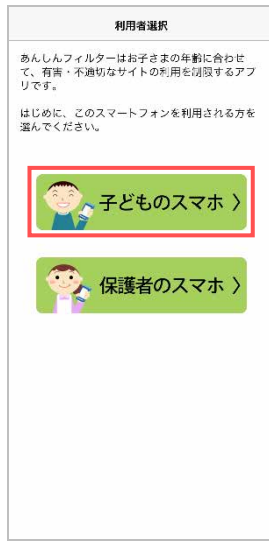 利用者選択
あんしんフィルターはお子さまの年齢に合わせ
て、有害・不適切なサイトの利用を制限するアプ
リです。
はじめに、このスマートフォンを利用される方を
選んでください。
子どものスマホ 〉
保護者のスマホ 〉